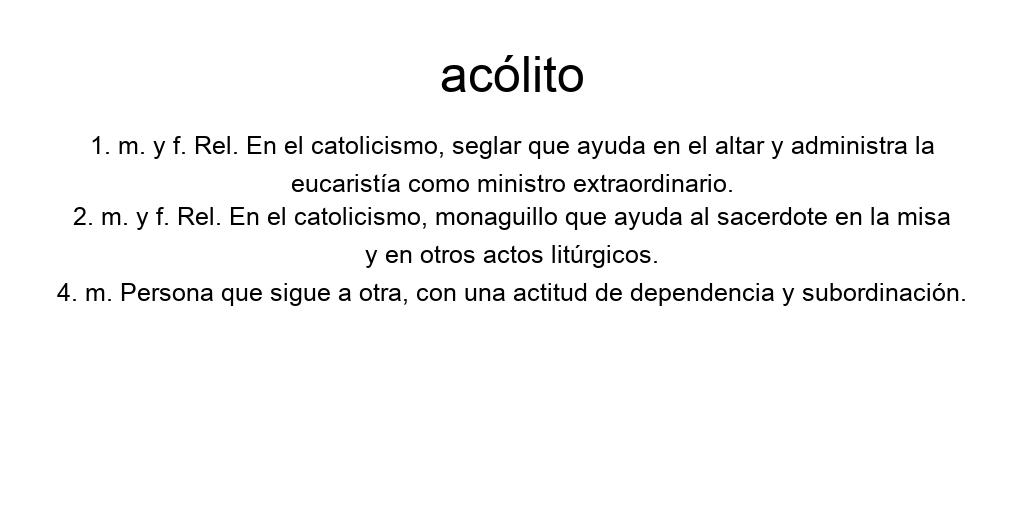 acólito
1. m. y f. Rel. En el catolicismo, seglar que ayuda en el altar y administra la
eucaristía como ministro extraordinario.
2. m. y f. Rel. En el catolicismo, monaguillo que ayuda al sacerdote en la misa
y en otros actos litúrgicos.
4. m. Persona que sigue a otra, con una actitud de dependencia y subordinación.